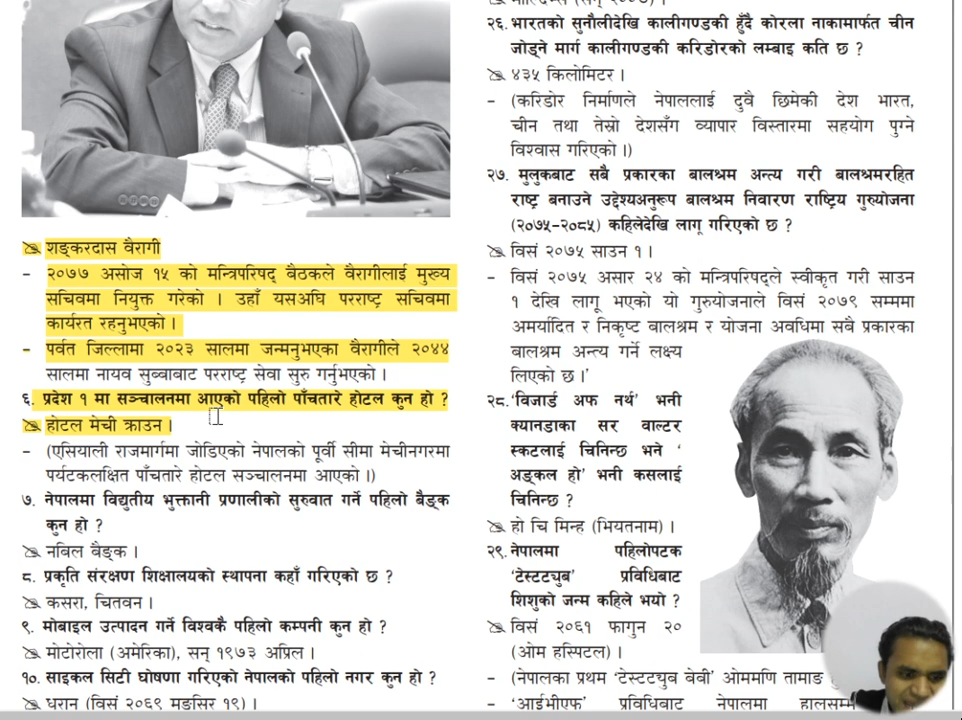 शङ्करदास वैरागी
– २०७७ असोज १५ को मन्त्रिपरिषद् बैठकले वैरागीलाई मुख्य
सचिवमा नियुक्त गरेको । उहाँ यसअघि परराष्ट्र सचिवमा
कार्यरत रहनुभएको ।
– पर्वत जिल्लामा २०२३ सालमा जन्मनुभएका वैरागीले २०४४
सालमा नायव सुब्बाबाट परराष्ट्र सेवा सुरु गर्नुभएको ।
६. प्रदेश १ मा सञ्चालनमा आएको पहिलो पाँचतारे होटल कुन हो ?
होटल मेची क्राउन ।
– (एसियाली राजमार्गमा जोडिएको नेपालको पूर्वी सीमा मेचीनगरमा
पर्यटकलक्षित पाँचतारे होटल सञ्चालनमा आएको ।)
७. नेपालमा विद्युतीय भुक्तानी प्रणालीको सुरुवात गर्ने पहिलो बैङ्क
कुन हो ?
नबिल बैङ्क ।
८. प्रकृति संरक्षण शिक्षालयको स्थापना कहाँ गरिएको छ ?
कसरा, चितवन ।
९. मोबाइल उत्पादन गर्ने विश्वकै पहिलो कम्पनी कुन हो ?
मोटोरोला (अमेरिका), सन् १९७३ अप्रिल ।
१०. साइकल सिटी घोषणा गरिएको नेपालको पहिलो नगर कुन हो ?
धरान (विसं २०६९ मङसिर १९) ।
२६. भारतको सुनौलीदेखि कालीगण्डकी हुँदै कोरला नाकामार्फत चीन
जोड्ने मार्ग कालीगण्डकी करिडोरको लम्बाइ कति छ ?
४३५ किलोमिटर ।
– (करिडोर निर्माणले नेपाललाई दुवै छिमेकी देश भारत,
चीन तथा तेस्रो देशसँग व्यापार विस्तारमा सहयोग पुग्ने
विश्वास गरिएको ।)
२७. मुलुकबाट सबै प्रकारका बालश्रम अन्त्य गरी बालश्रमरहित
राष्ट्र बनाउने उद्देश्यअनुरूप बालश्रम निवारण राष्ट्रिय गुरुयोजना
(२०७५–२०८५) कहिलेदेखि लागू गरिएको छ ?
विसं २०७५ साउन १ ।
– विसं २०७५ असार २४ को मन्त्रिपरिषद्ले स्वीकृत गरी साउन
१ देखि लागू भएको यो गुरुयोजनाले विसं २०७९ सम्ममा
अमर्यादित र निकृष्ट बालश्रम र योजना अवधिमा सबै प्रकारका
बालश्रम अन्त्य गर्ने लक्ष्य
लिएको छ ।'
२८. 'विजार्ड अफ नर्थ' भनी
क्यानडाका सर वाल्टर
स्कटलाई चिनिन्छ भने '
अङ्कल हो' भनी कसलाई
चिनिन्छ ?
हो चि मिन्ह (भियतनाम) ।
२९. नेपालमा पहिलोपटक
'टेस्टट्युब' प्रविधिबाट
शिशुको जन्म कहिले भयो ?
विसं २०६१ फागुन २०
(ओम हस्पिटल) ।
– (नेपालका प्रथम 'टेस्टट्युब बेबी' ओममणि तामाङ
– 'आईभीएफ' प्रविधिबाट नेपालमा हालसम्म